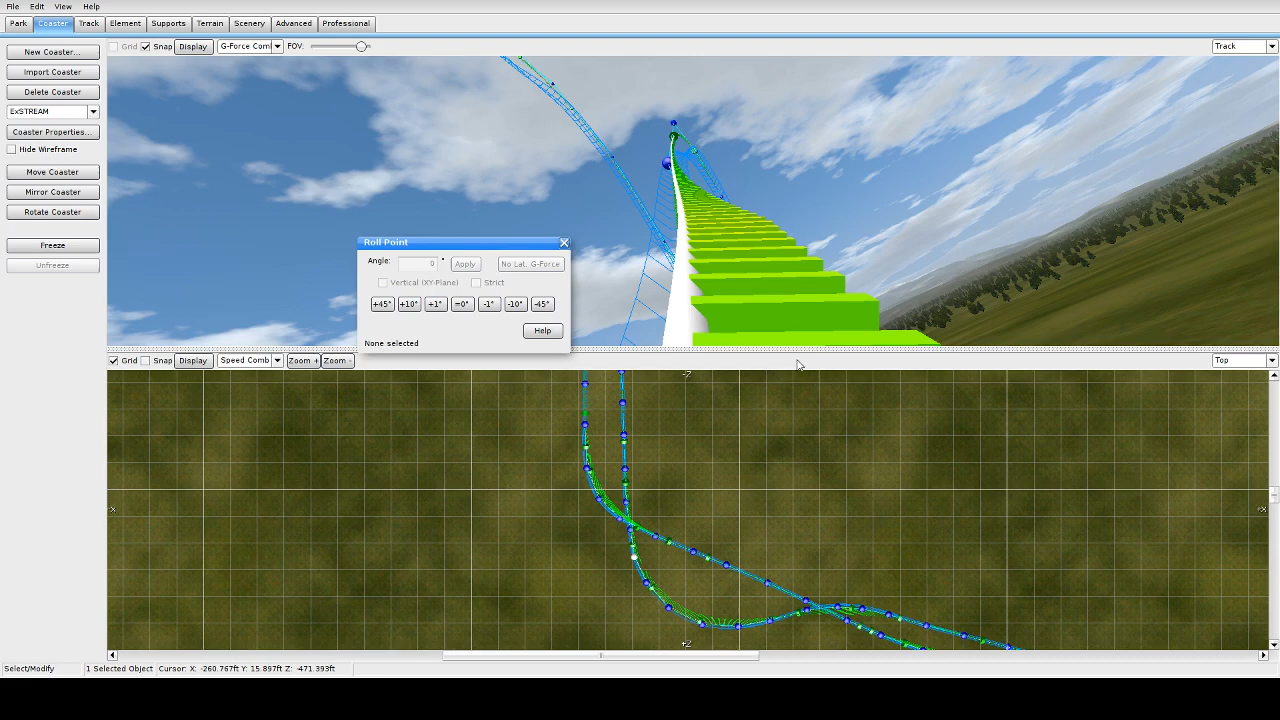 File Edit View Help
Park Coaster Track Element Supports Terrain Scenery Advanced Professional
New Coaster... Grid Snap Display G-Force Com FOV: Track
Import Coaster
Delete Coaster
ExSTREAM
Coaster Properties...
Hide Wireframe
Move Coaster
Mirror Coaster
Rotate Coaster
Freeze
Unfreeze
Roll Point
Angle: 0 ° Apply No Lat. G-Force
Vertical (XY-Plane) Strict
+45° +10° +1° =0° -1° -10° -45°
Help
None selected
Grid Snap Display Speed Comb Zoom + Zoom - Top
-Z
-X +X
+Z
Select/Modify 1 Selected Object Cursor: X: -260.767ft Y: 15.897ft Z: -471.393ft